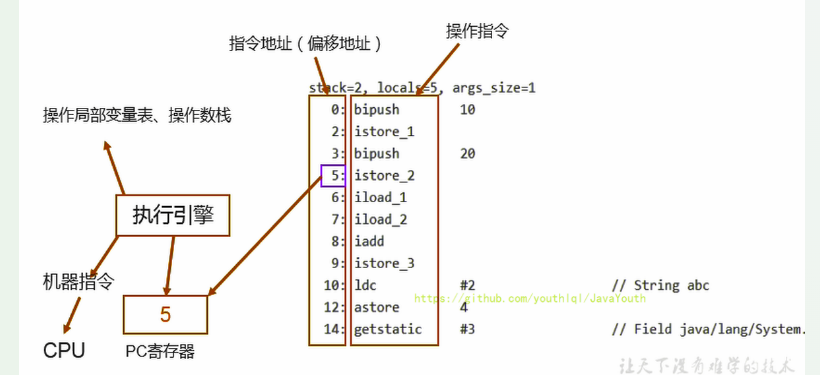 操作指令
指令地址（偏移地址）
stack=2, locals=5, args_size=1
操作局部变量表、操作数栈
0: bipush 10
2: istore_1
3: bipush 20
5: istore_2
6: iload_1
7: iload_2
8: iadd
9: istore_3
10: ldc #2 // String abc
12: astore 4
14: getstatic #3 // Field java/lang/System.
执行引擎
机器指令
5
CPU
PC寄存器
https://github.com/youthlql/JavaYouth
让天下没有难学的技术